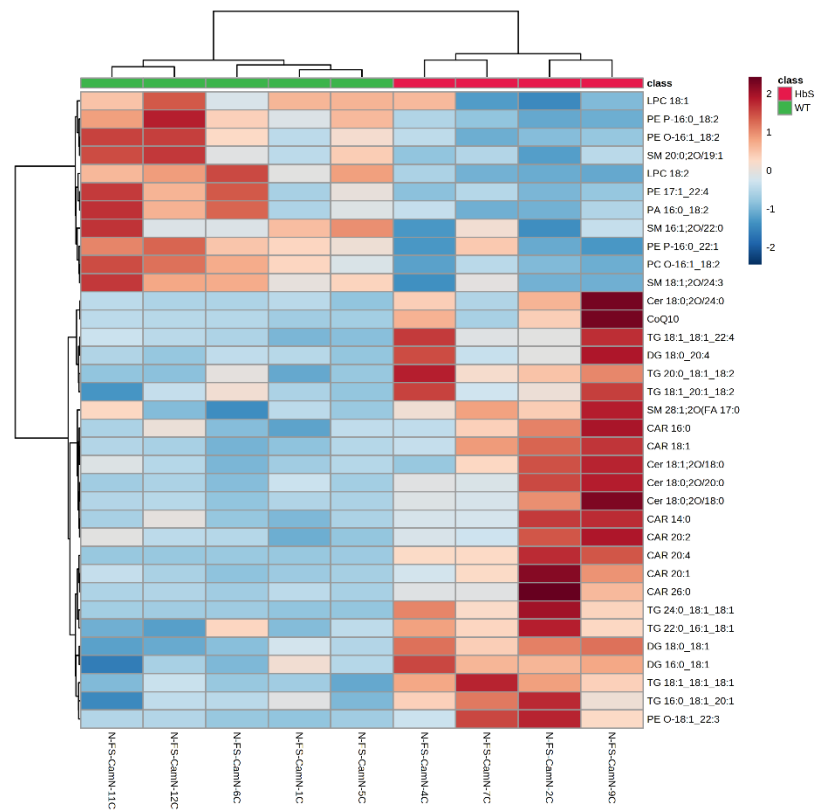 class
LPC 18:1
PE P-16:0_18:2
PE O-16:1_18:2
SM 20:0;2O/19:1
LPC 18:2
PE 17:1_22:4
PA 16:0_18:2
SM 16:1;2O/22:0
PE P-16:0_22:1
PC O-16:1_18:2
SM 18:1;2O/24:3
Cer 18:0;2O/24:0
CoQ10
TG 18:1_18:1_22:4
DG 18:0_20:4
TG 20:0_18:1_18:2
TG 18:1_20:1_18:2
SM 28:1;2O(FA 17:0
CAR 16:0
CAR 18:1
Cer 18:1;2O/18:0
Cer 18:0;2O/20:0
Cer 18:0;2O/18:0
CAR 14:0
CAR 20:2
CAR 20:4
CAR 20:1
CAR 26:0
TG 24:0_18:1_18:1
TG 22:0_16:1_18:1
DG 18:0_18:1
DG 16:0_18:1
TG 18:1_18:1_18:1
TG 16:0_18:1_20:1
PE O-18:1_22:3
N-FS-CamN-11C
N-FS-CamN-12C
N-FS-CamN-6C
N-FS-CamN-1C
N-FS-CamN-5C
N-FS-CamN-4C
N-FS-CamN-7C
N-FS-CamN-2C
N-FS-CamN-9C
2
1
0
-1
-2
class
HbS
WT